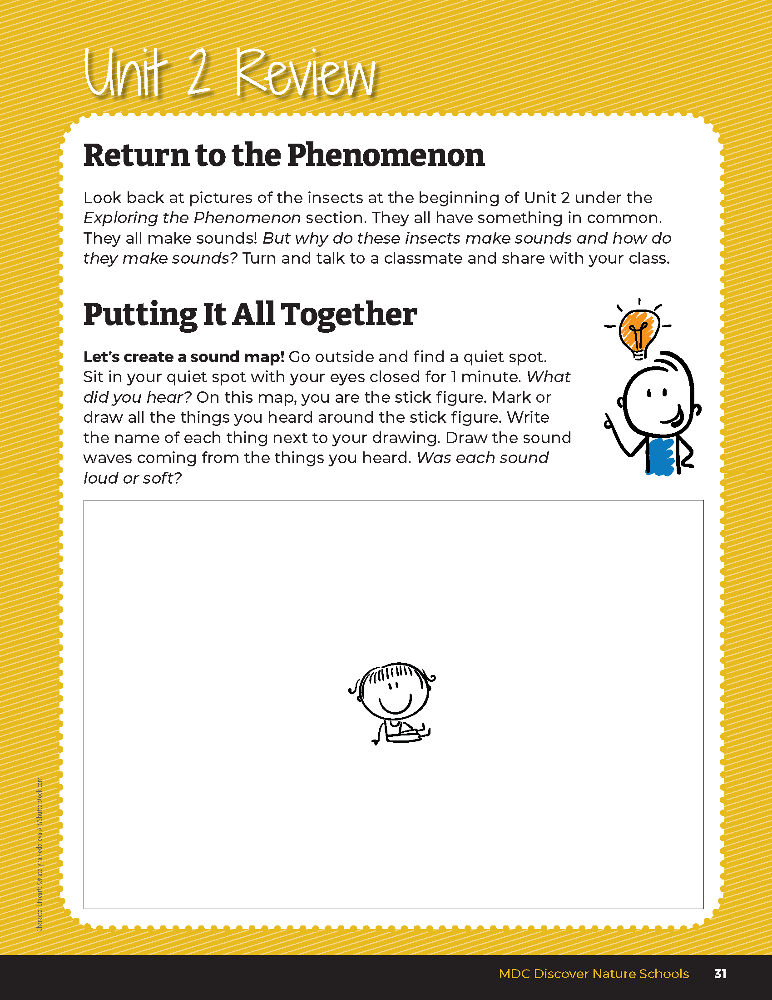 Unit 2 Review
Return to the Phenomenon
Look back at pictures of the insects at the beginning of Unit 2 under the
Exploring the Phenomenon section. They all have something in common.
They all make sounds! But why do these insects make sounds and how do
they make sounds? Turn and talk to a classmate and share with your class.
Putting It All Together
Let’s create a sound map! Go outside and find a quiet spot.
Sit in your quiet spot with your eyes closed for 1 minute. What
did you hear? On this map, you are the stick figure. Mark or
draw all the things you heard around the stick figure. Write
the name of each thing next to your drawing. Draw the sound
waves coming from the things you heard. Was each sound
loud or soft?
Character Lineart: ©Kateryna Fedorova Art/Shutterstock.com
MDC Discover Nature Schools 31